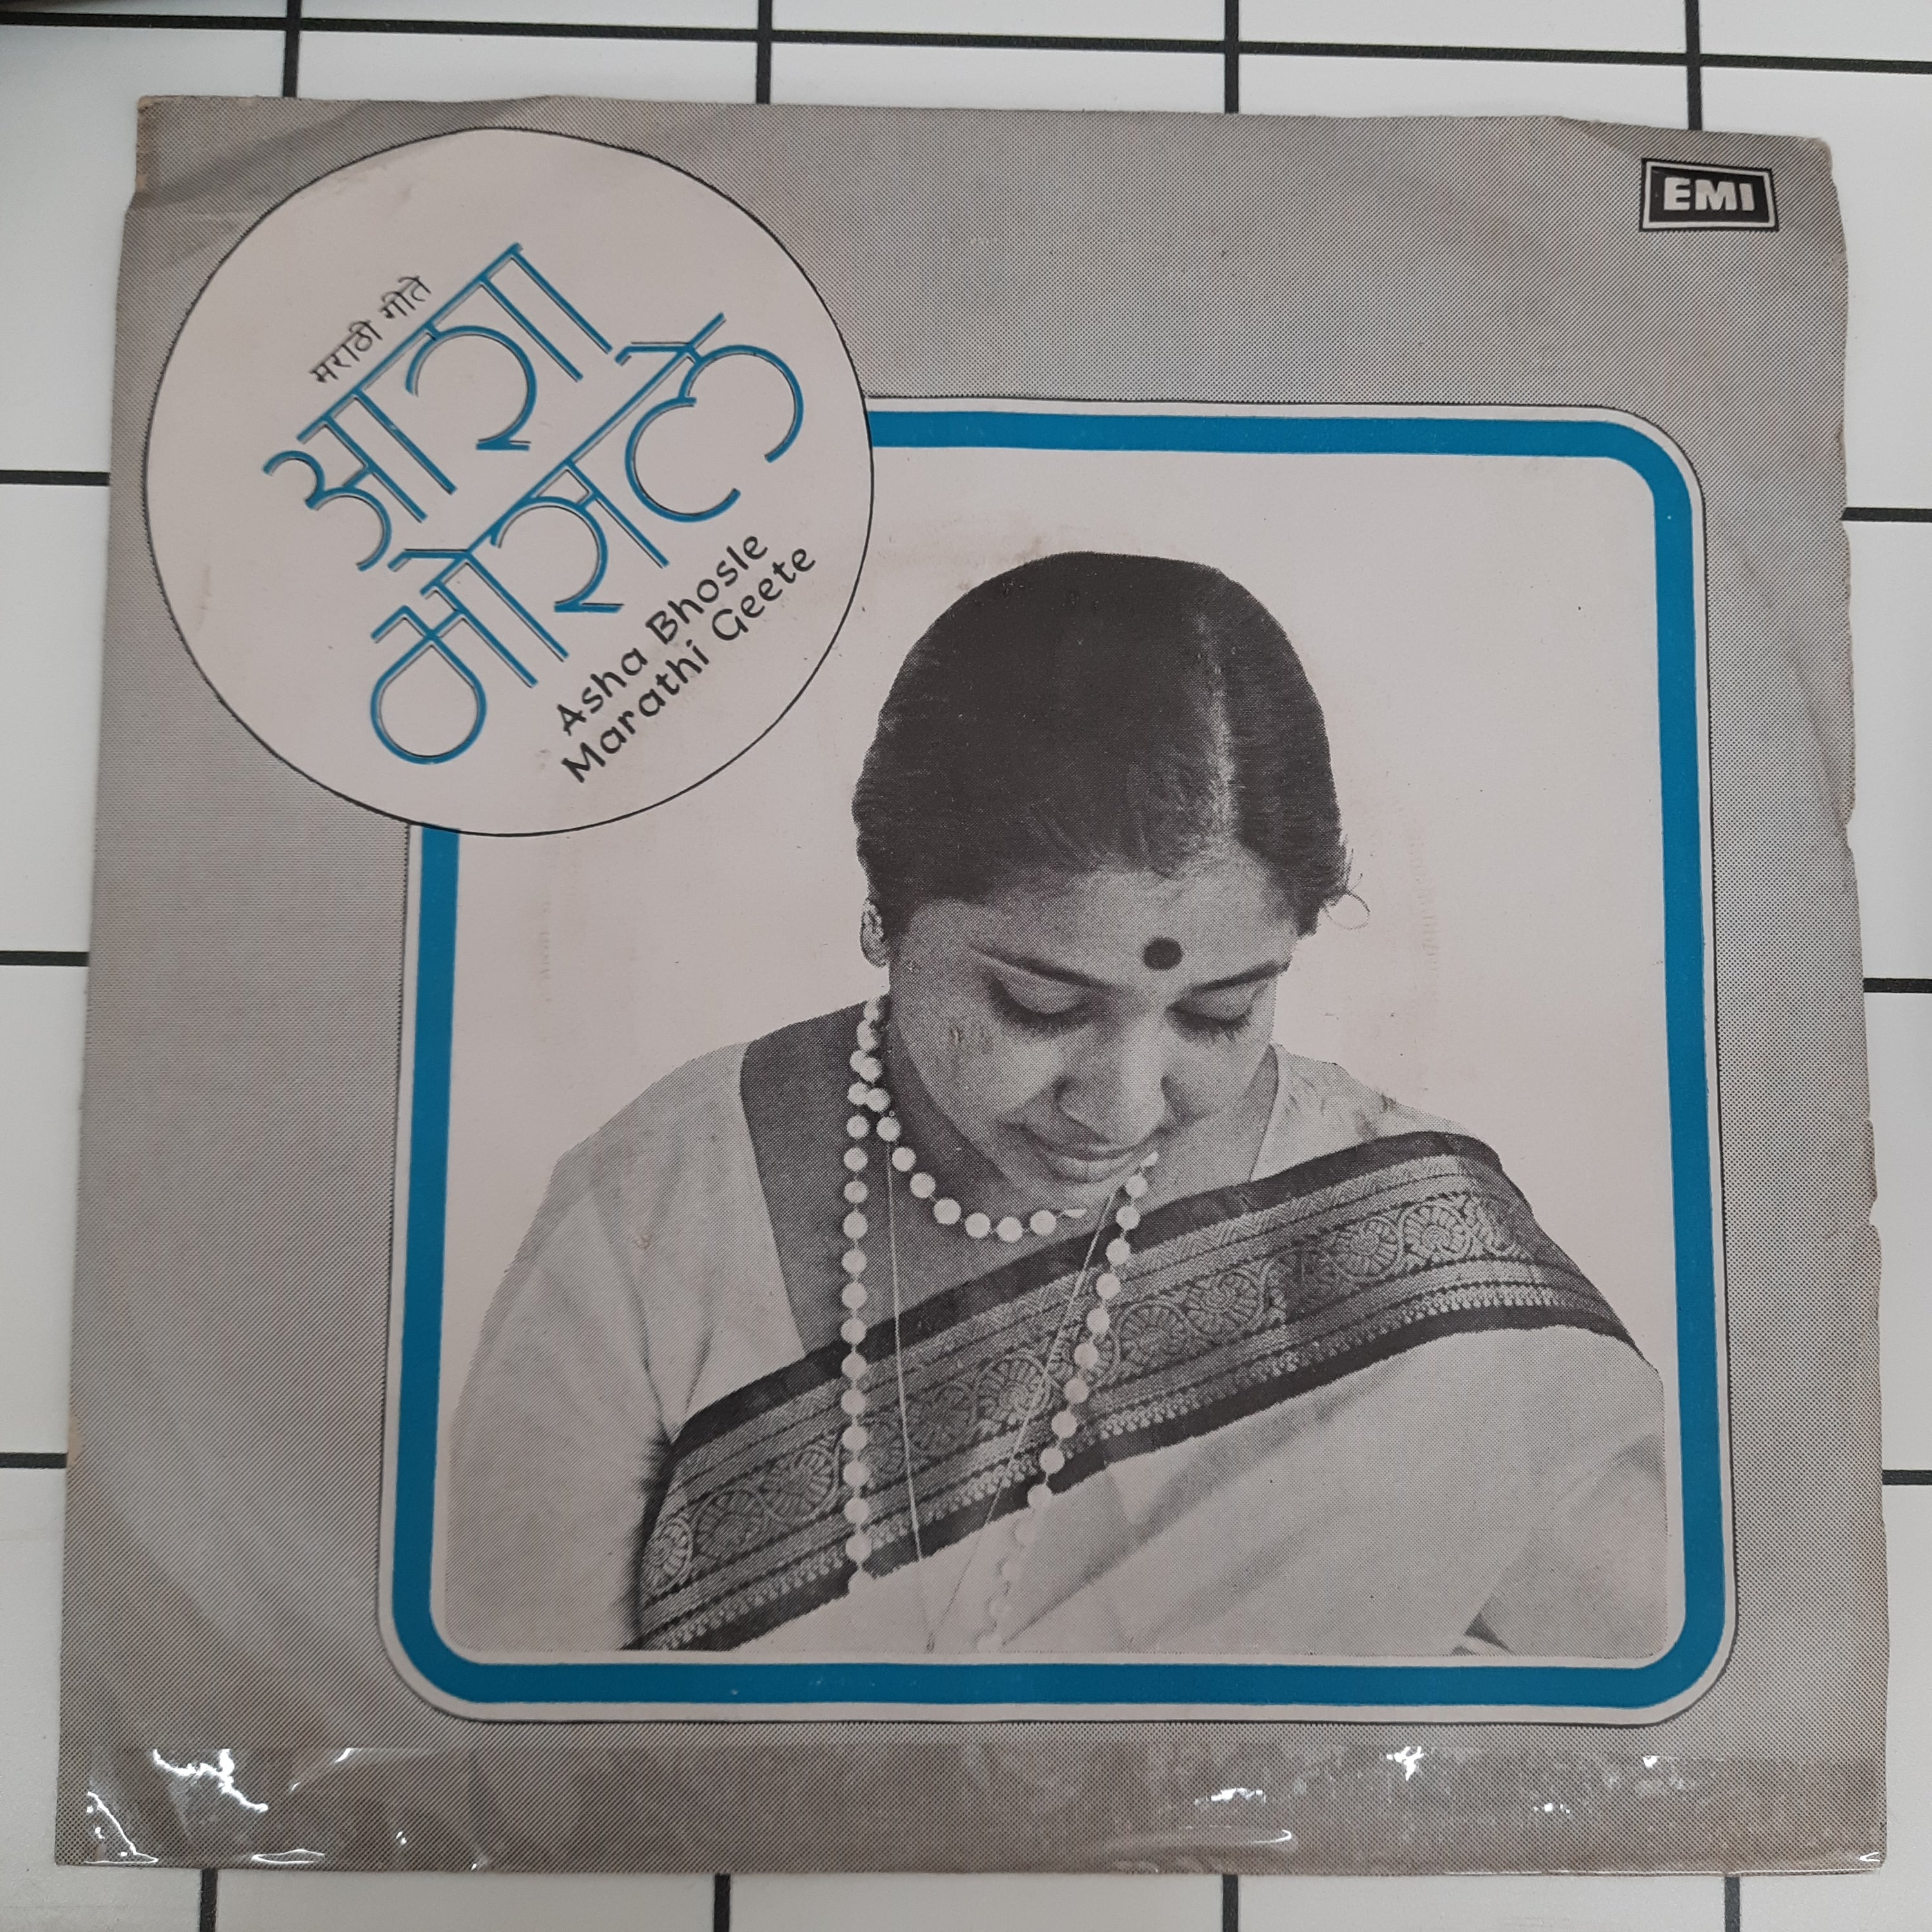 मराठी गीते
आशा
भोसले
Asha Bhosle
Marathi Geete
EMI